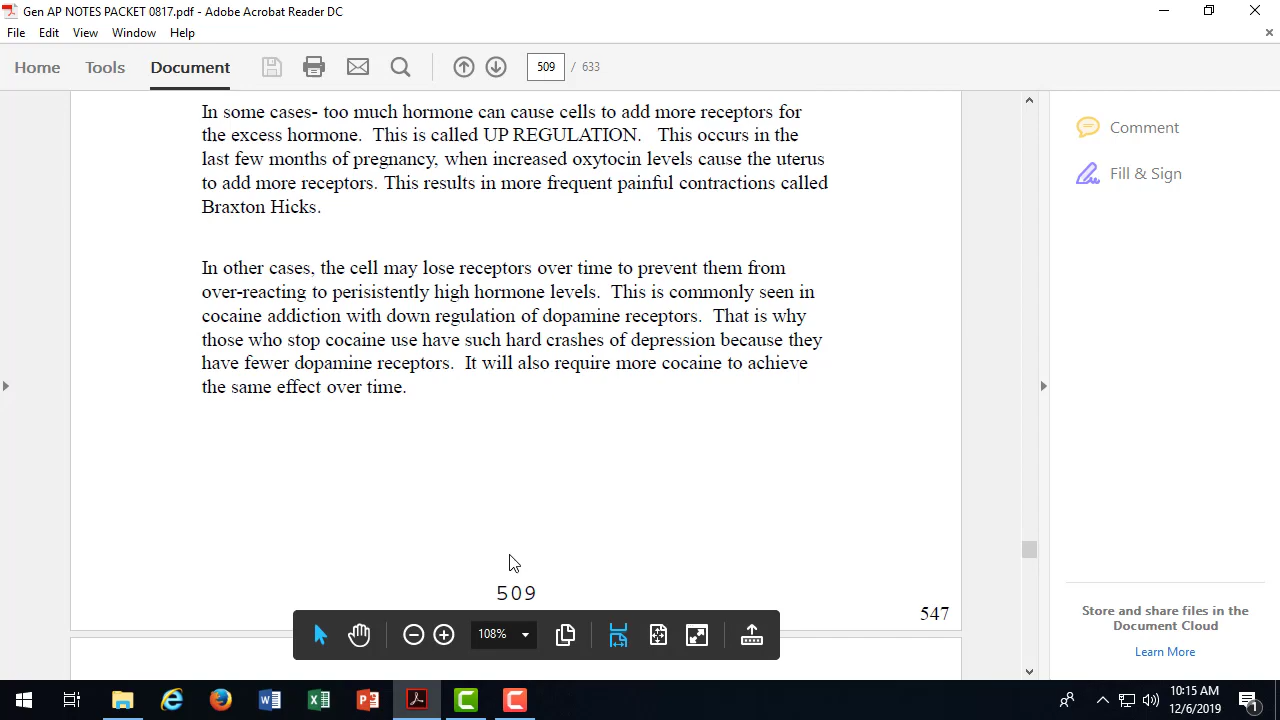 Gen AP NOTES PACKET 0817.pdf - Adobe Acrobat Reader DC
File Edit View Window Help
Home Tools Document 509 / 633
In some cases- too much hormone can cause cells to add more receptors for
the excess hormone. This is called UP REGULATION. This occurs in the
last few months of pregnancy, when increased oxytocin levels cause the uterus
to add more receptors. This results in more frequent painful contractions called
Braxton Hicks.
In other cases, the cell may lose receptors over time to prevent them from
over-reacting to perisistently high hormone levels. This is commonly seen in
cocaine addiction with down regulation of dopamine receptors. That is why
those who stop cocaine use have such hard crashes of depression because they
have fewer dopamine receptors. It will also require more cocaine to achieve
the same effect over time.
509
547
108%
Comment
Fill & Sign
Store and share files in the
Document Cloud
Learn More
10:15 AM
12/6/2019
1